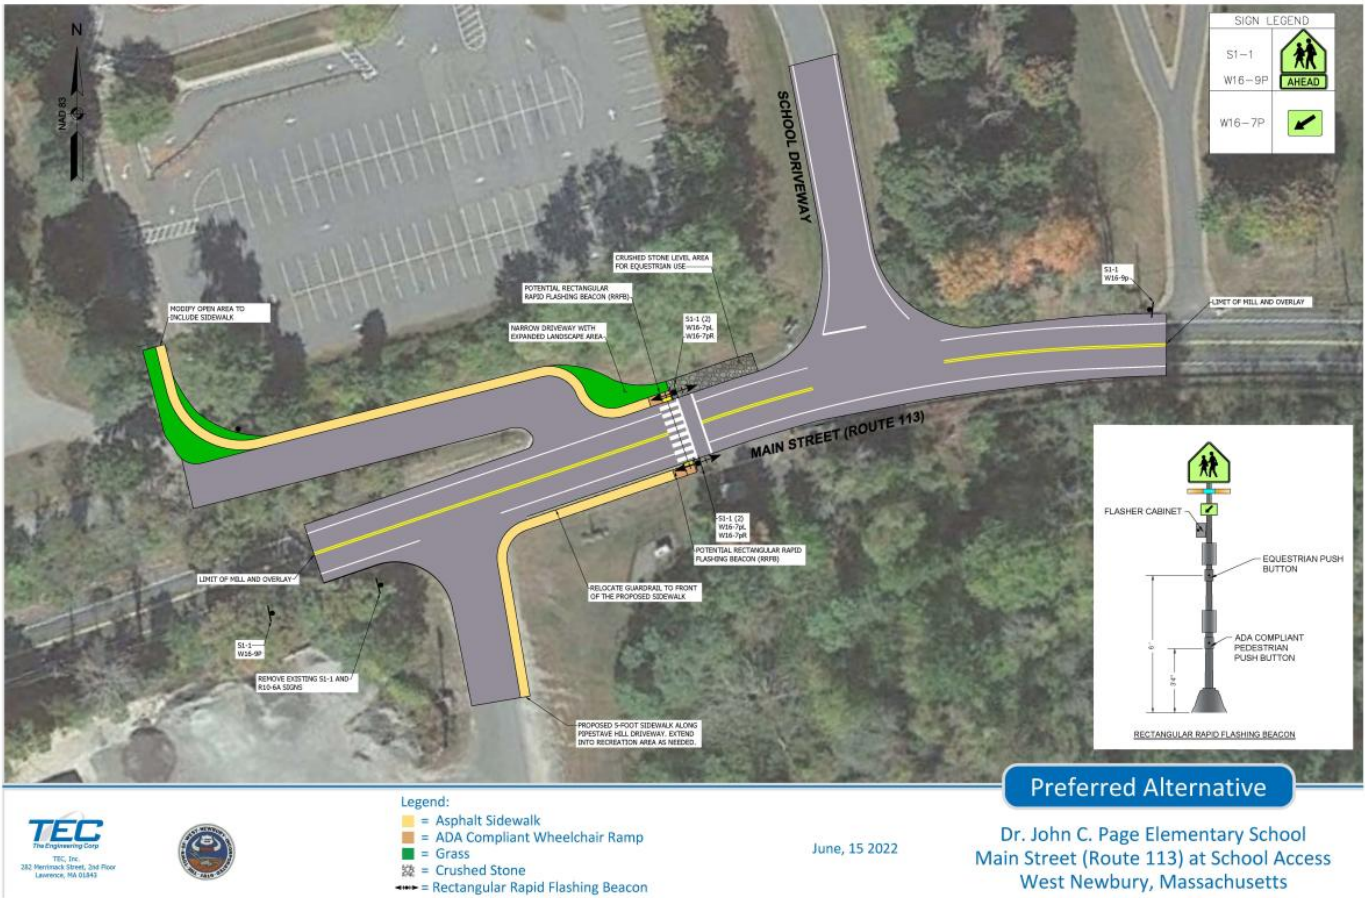 N
NAD 83
SIGN LEGEND
S1-1
W16-9P
AHEAD
W16-7P
SCHOOL DRIVEWAY
CRUSHED STONE LEVEL AREA
FOR EQUESTRIAN USE
POTENTIAL RECTANGULAR
RAPID FLASHING BEACON (RRFB)
S1-1
W16-9p
LIMIT OF MILL AND OVERLAY
MODIFY OPEN AREA TO
INCLUDE SIDEWALK
NARROW DRIVEWAY WITH
EXPANDED LANDSCAPE AREA
S1-1 (2)
W16-7pL
W16-7pR
MAIN STREET (ROUTE 113)
S1-1 (2)
W16-7pL
W16-7pR
POTENTIAL RECTANGULAR RAPID
FLASHING BEACON (RRFB)
LIMIT OF MILL AND OVERLAY
RELOCATE GUARDRAIL TO FRONT
OF THE PROPOSED SIDEWALK
S1-1
W16-9P
REMOVE EXISTING S1-1 AND
R10-6A SIGNS
PROPOSED 5-FOOT SIDEWALK ALONG
PIPESTAVE HILL DRIVEWAY. EXTEND
INTO RECREATION AREA AS NEEDED.
FLASHER CABINET
EQUESTRIAN PUSH
BUTTON
ADA COMPLIANT
PEDESTRIAN
PUSH BUTTON
6'
3'6"
RECTANGULAR RAPID FLASHING BEACON
Preferred Alternative
TEC
The Engineering Corp
TEC, Inc.
282 Merrimack Street, 2nd Floor
Lawrence, MA 01843
Legend:
= Asphalt Sidewalk
= ADA Compliant Wheelchair Ramp
= Grass
= Crushed Stone
= Rectangular Rapid Flashing Beacon
June, 15 2022
Dr. John C. Page Elementary School
Main Street (Route 113) at School Access
West Newbury, Massachusetts